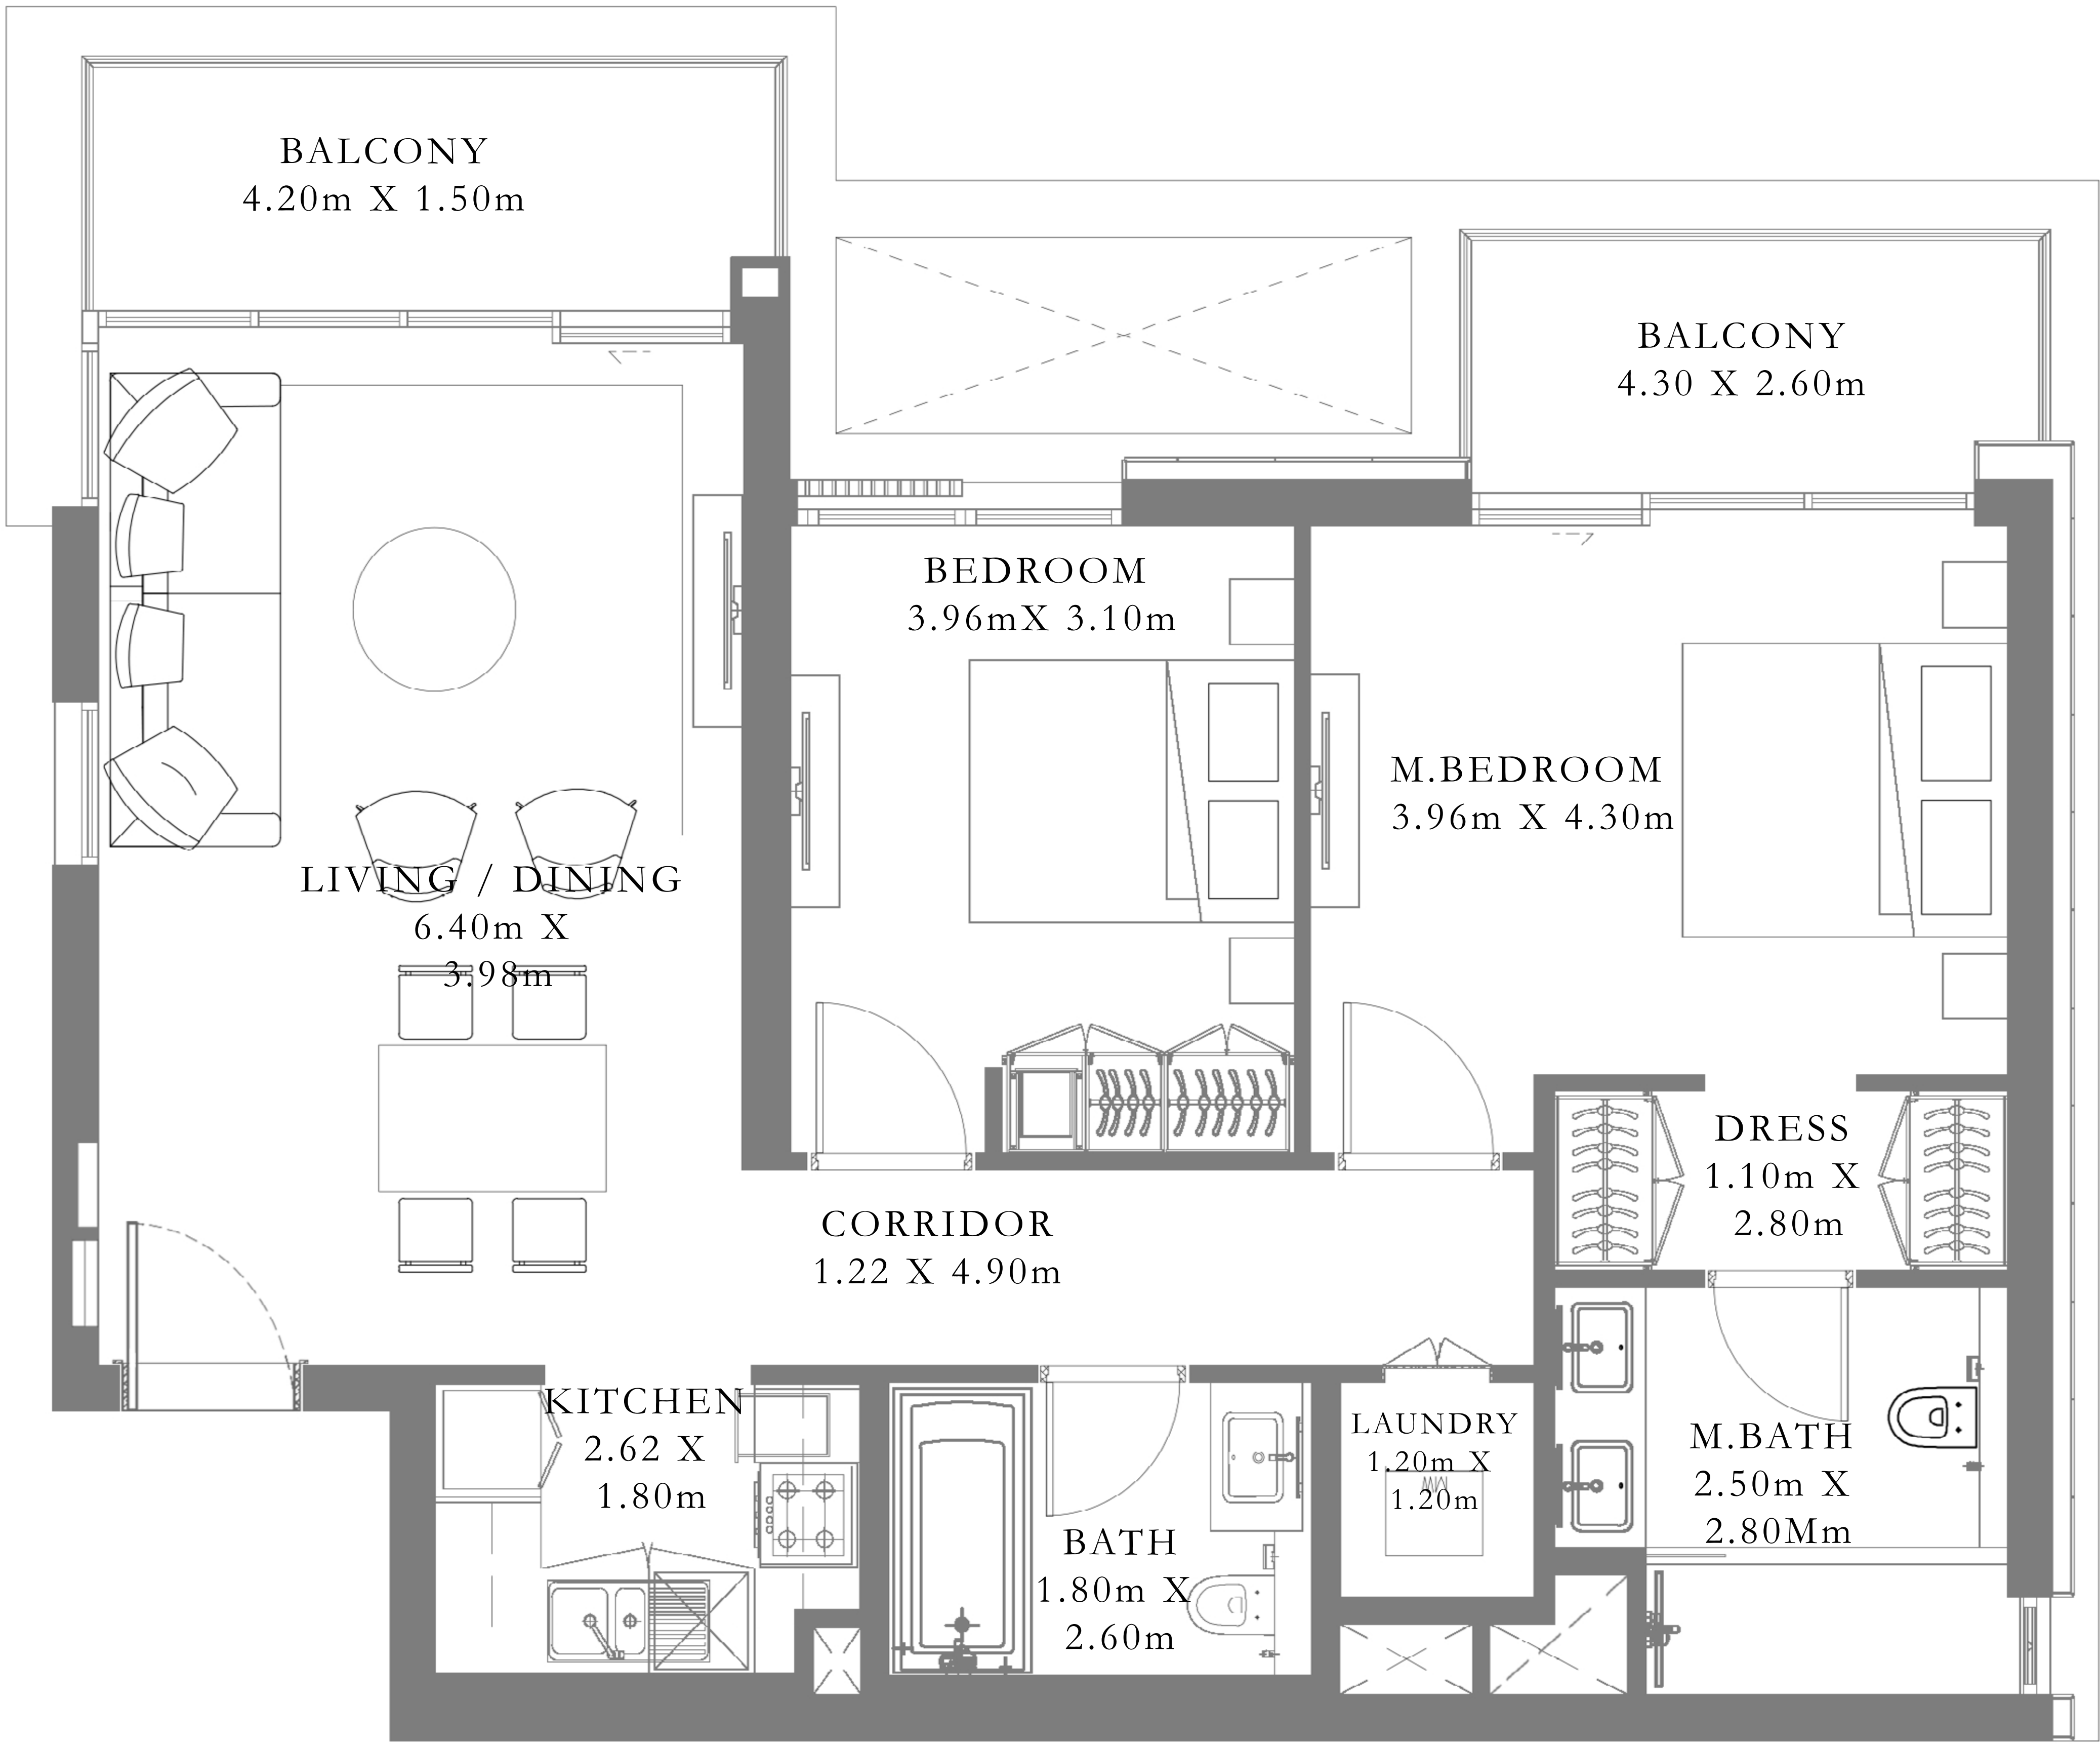 BALCONY
4.20m X 1.50m
BALCONY
4.30 X 2.60m
BEDROOM
3.96mX 3.10m
M.BEDROOM
3.96m X 4.30m
LIVING / DINING
6.40m X
3.98m
DRESS
1.10m X
2.80m
CORRIDOR
1.22 X 4.90m
KITCHEN
2.62 X
1.80m
LAUNDRY
1.20m X
1.20m
WM
M.BATH
2.50m X
2.80Mm
BATH
1.80m X
2.60m